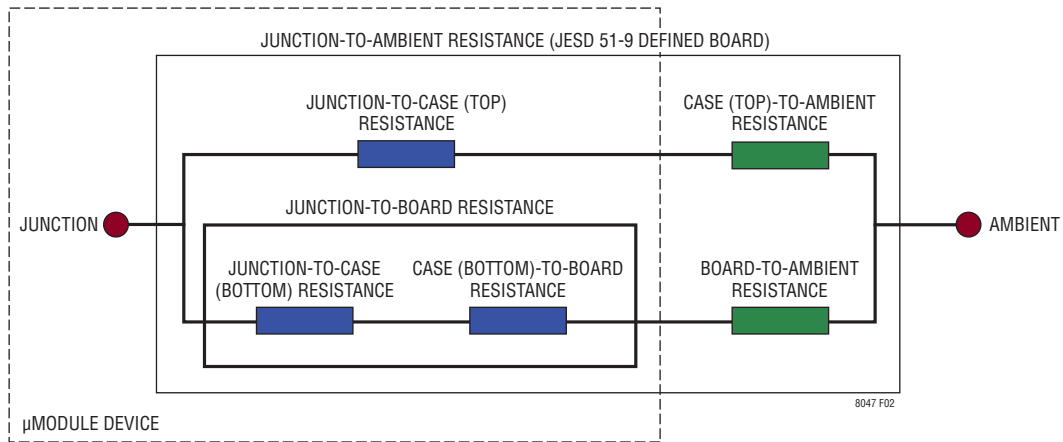 JUNCTION-TO-AMBIENT RESISTANCE (JESD 51-9 DEFINED BOARD)
JUNCTION-TO-CASE (TOP)
RESISTANCE
CASE (TOP)-TO-AMBIENT
RESISTANCE
JUNCTION-TO-BOARD RESISTANCE
JUNCTION
AMBIENT
JUNCTION-TO-CASE
(BOTTOM) RESISTANCE
CASE (BOTTOM)-TO-BOARD
RESISTANCE
BOARD-TO-AMBIENT
RESISTANCE
8047 F02
µMODULE DEVICE